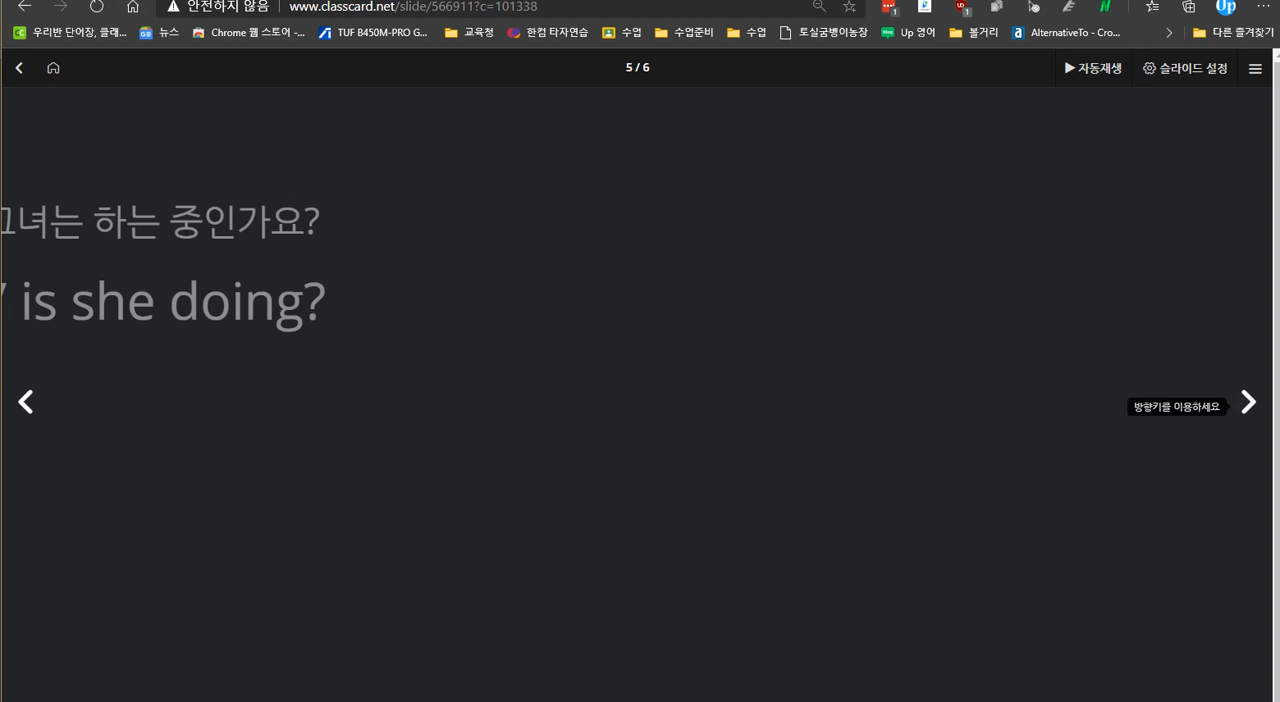 안전하지 않음 www.classcard.net/slide/566911?c=101338
우리반 단어장, 클래... 뉴스 Chrome 웹 스토어 -... TUF B450M-PRO G... 교육청 한컴 타자연습 수업 수업준비 수업 토실굼벵이농장 Up 영어 볼거리 AlternativeTo - Cro... 다른 즐겨찾기
5 / 6 자동재생 슬라이드 설정
그녀는 하는 중인가요?
is she doing?
방향키를 이용하세요